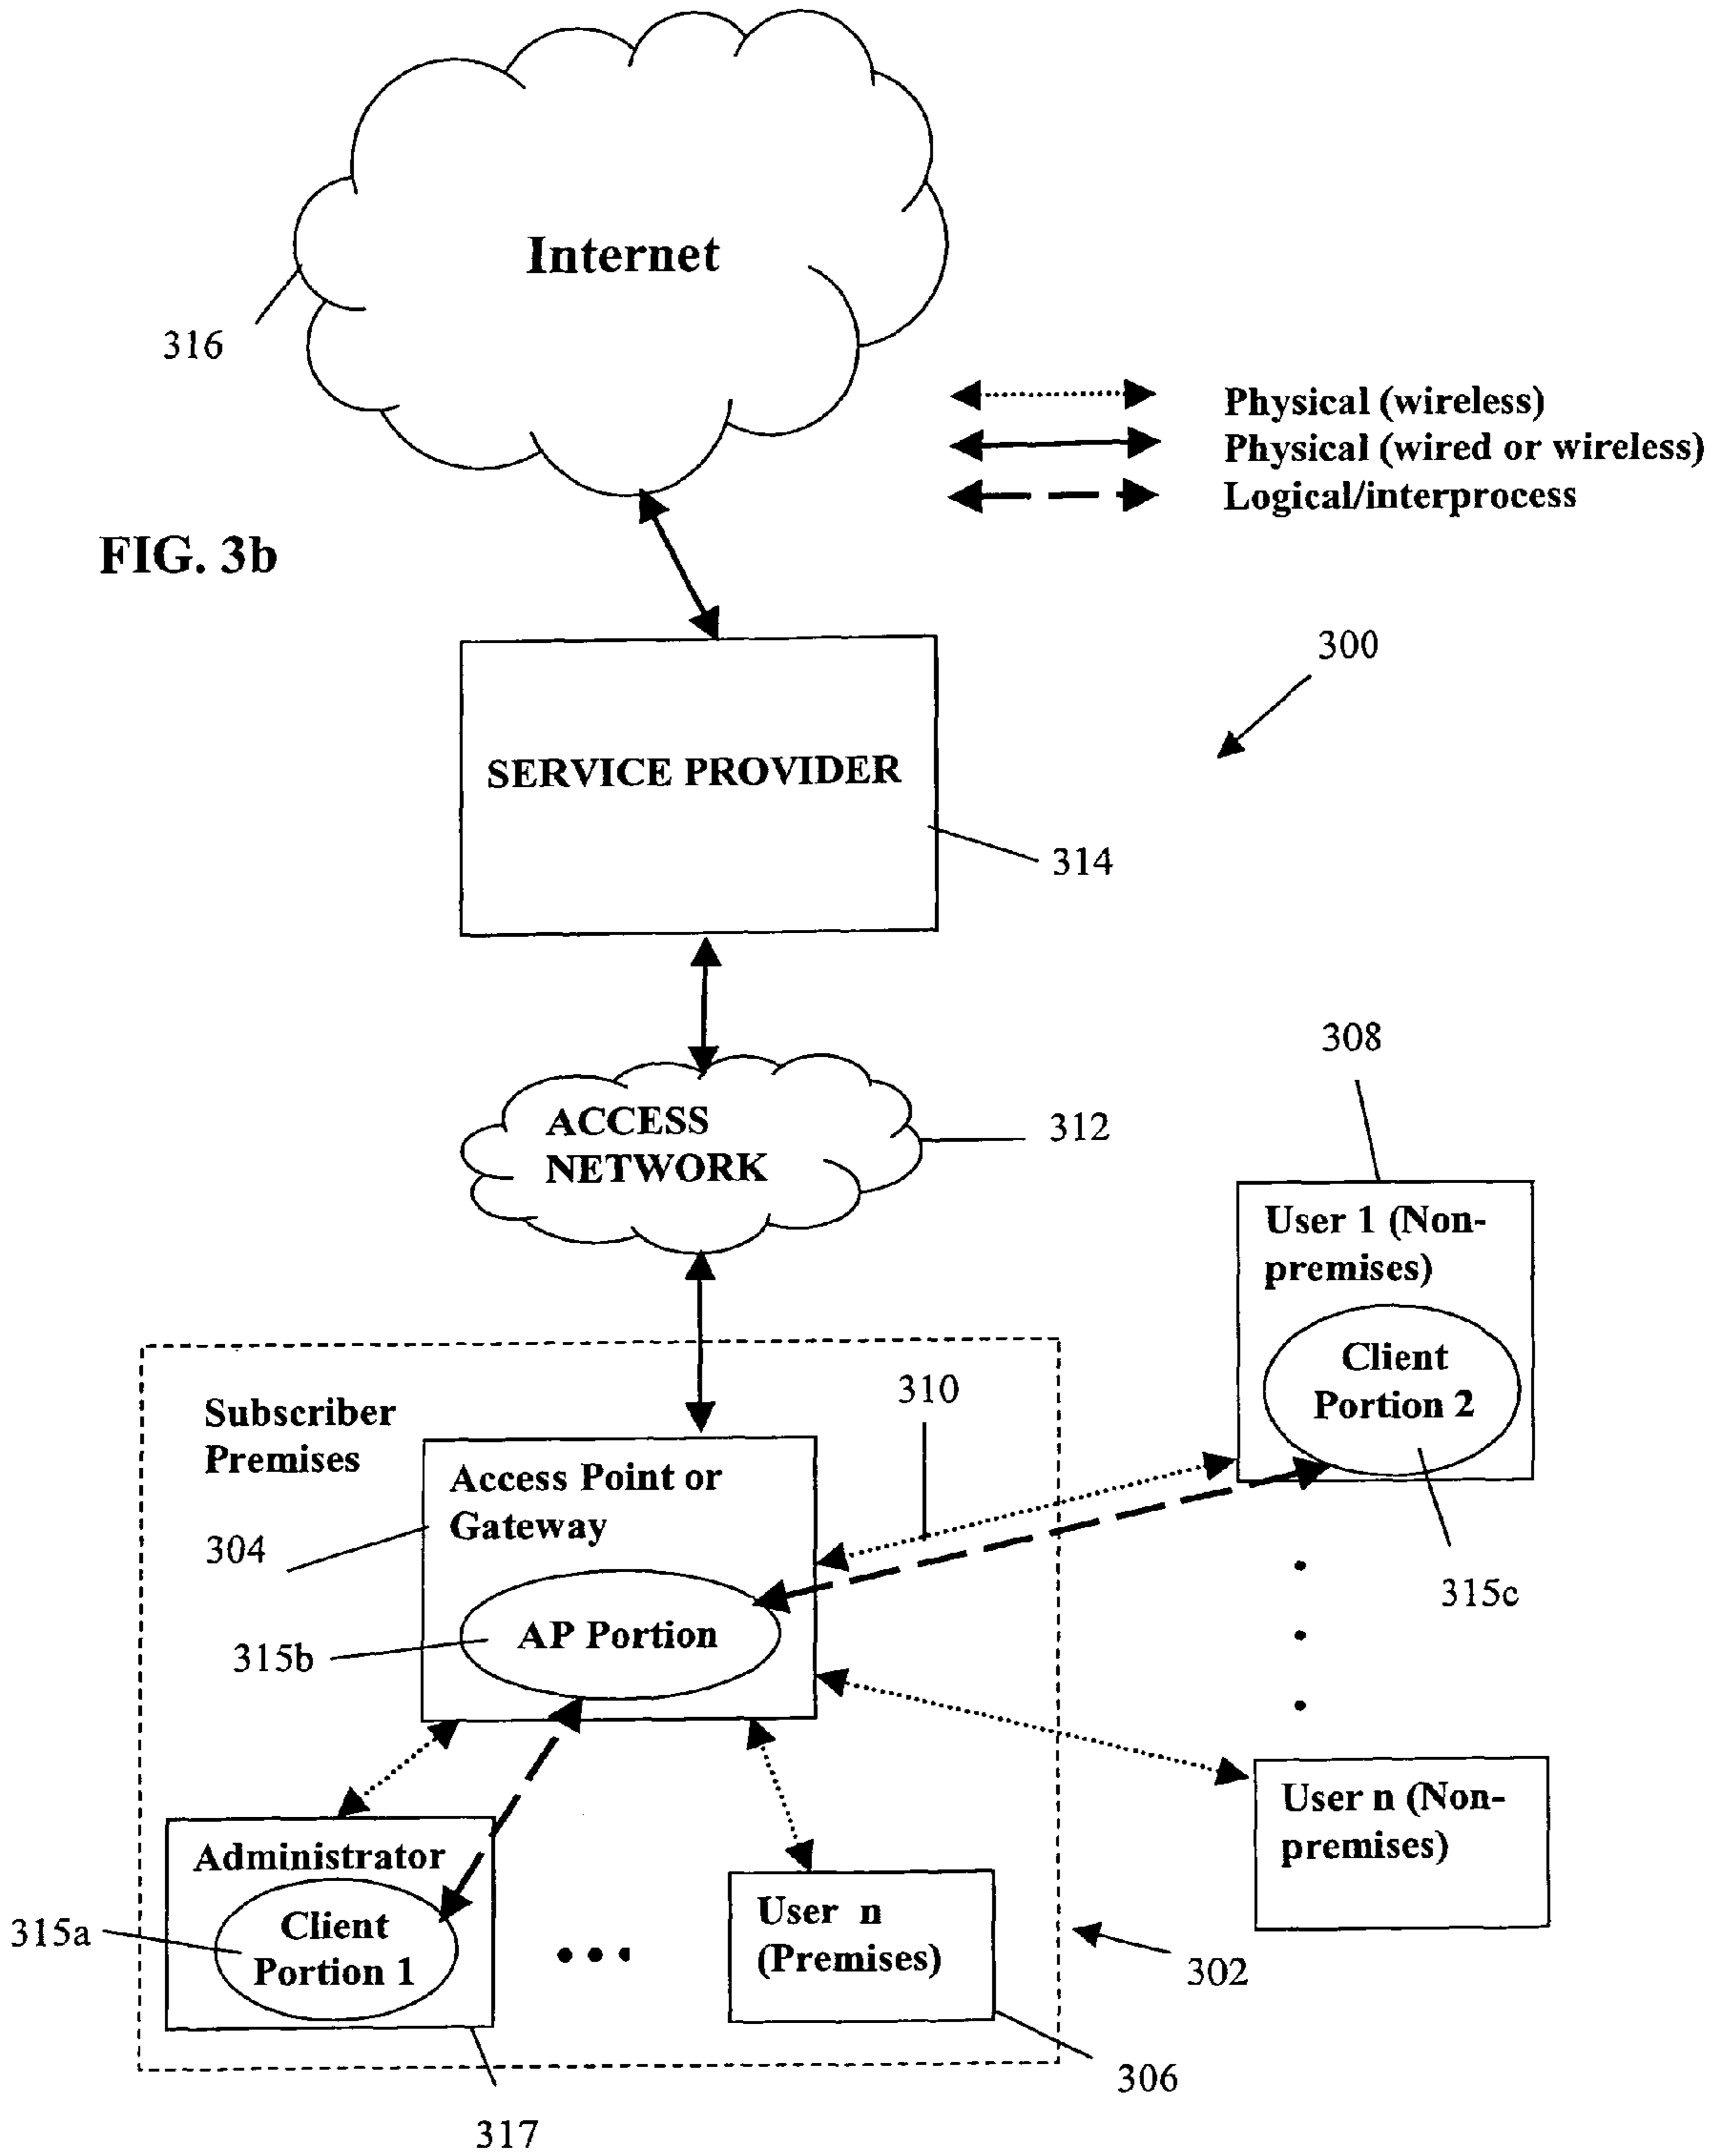 Internet
316
Physical (wireless)
Physical (wired or wireless)
Logical/interprocess
FIG. 3b
300
SERVICE PROVIDER
314
308
ACCESS
NETWORK
312
User 1 (Non-
premises)
Client
Portion 2
310
Subscriber
Premises
Access Point or
Gateway
304
315c
AP Portion
315b
User n (Non-
premises)
Administrator
Client
Portion 1
315a
User n
(Premises)
302
306
317